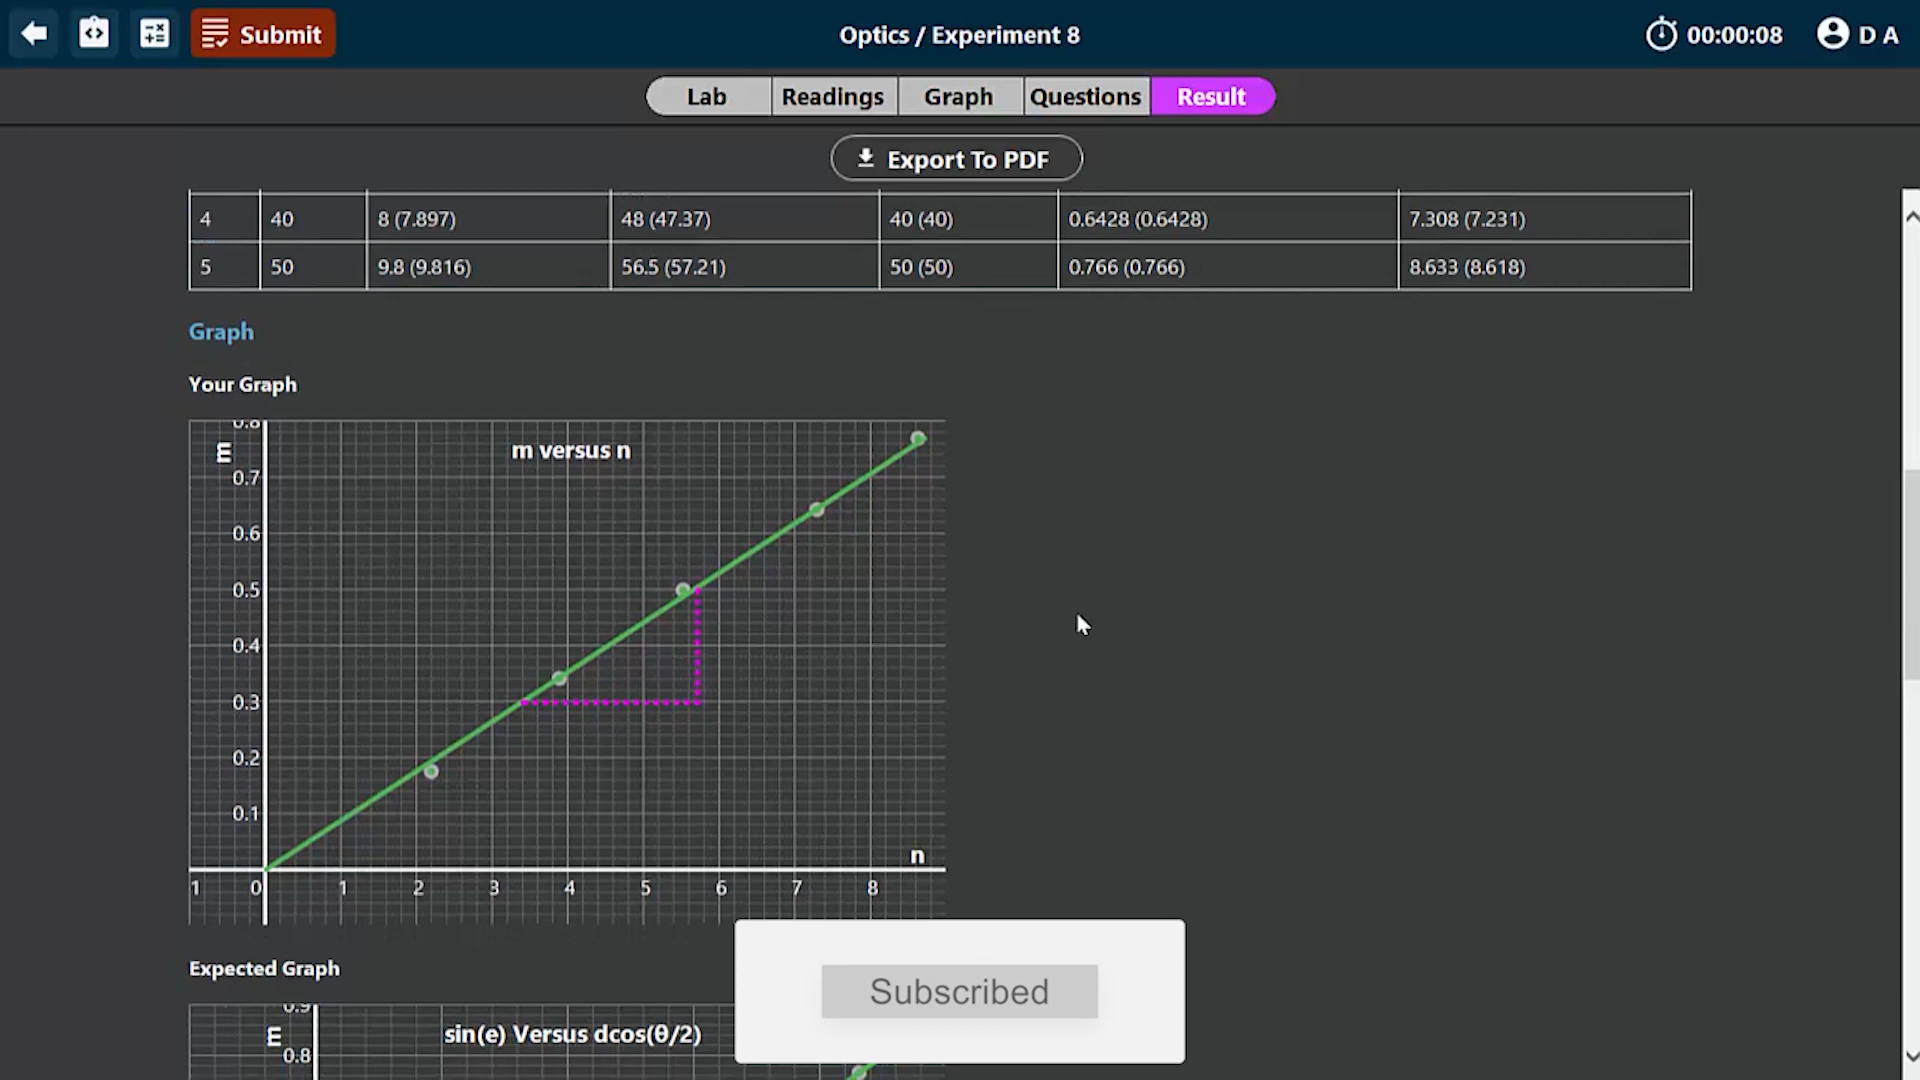 Submit
Optics / Experiment 8
00:00:08
D A
Lab Readings Graph Questions Result
Export To PDF
4 40 8 (7.897) 48 (47.37) 40 (40) 0.6428 (0.6428) 7.308 (7.231)
5 50 9.8 (9.816) 56.5 (57.21) 50 (50) 0.766 (0.766) 8.633 (8.618)
Graph
Your Graph
0.8
m
m versus n
0.7
0.6
0.5
0.4
0.3
0.2
0.1
n
1 0 1 2 3 4 5 6 7 8
Expected Graph
0.9
m
sin(e) Versus dcos(θ/2)
0.8
Subscribed